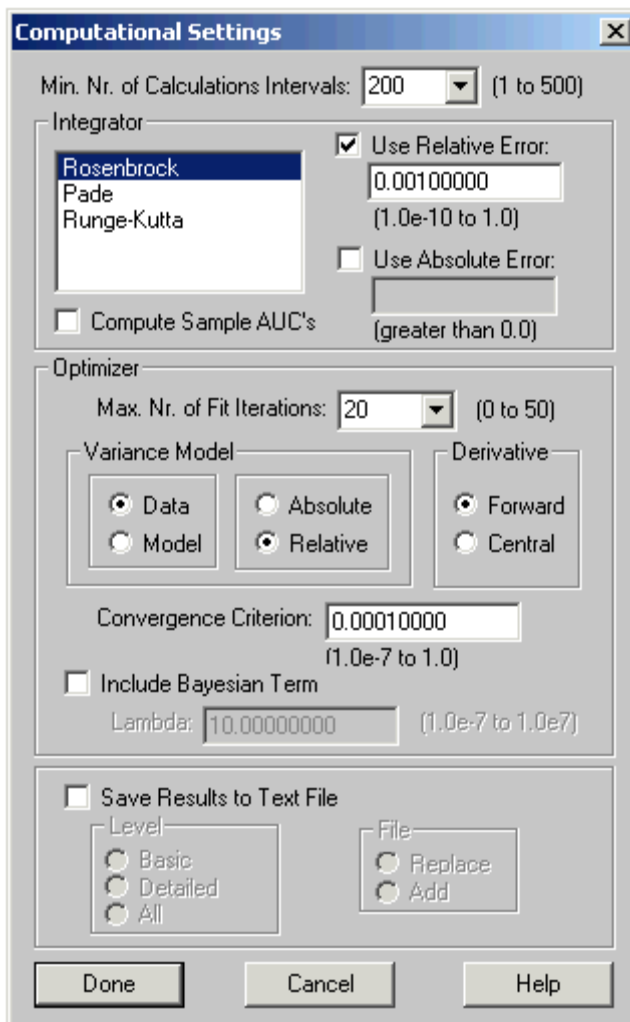 Computational Settings
Min. Nr. of Calculations Intervals: 200 (1 to 500)
Integrator
Rosenbrock
Pade
Runge-Kutta
Use Relative Error:
0.00100000
(1.0e-10 to 1.0)
Use Absolute Error:
(greater than 0.0)
Compute Sample AUC's
Optimizer
Max. Nr. of Fit Iterations: 20 (0 to 50)
Variance Model
Data
Model
Absolute
Relative
Derivative
Forward
Central
Convergence Criterion: 0.00010000
(1.0e-7 to 1.0)
Include Bayesian Term
Lambda: 10.00000000 (1.0e-7 to 1.0e7)
Save Results to Text File
Level
Basic
Detailed
All
File
Replace
Add
Done Cancel Help